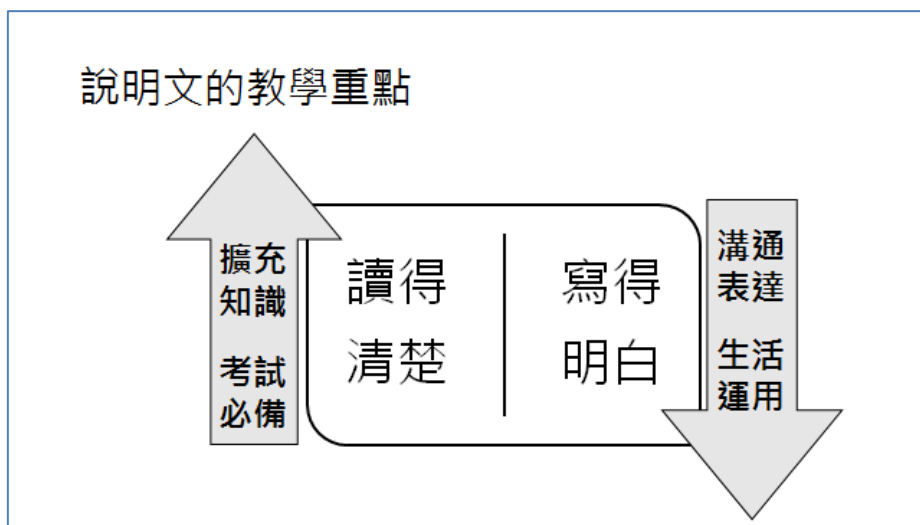 說明文的教學重點
擴充
知識
考試
必備
讀得
清楚
寫得
明白
溝通
表達
生活
運用